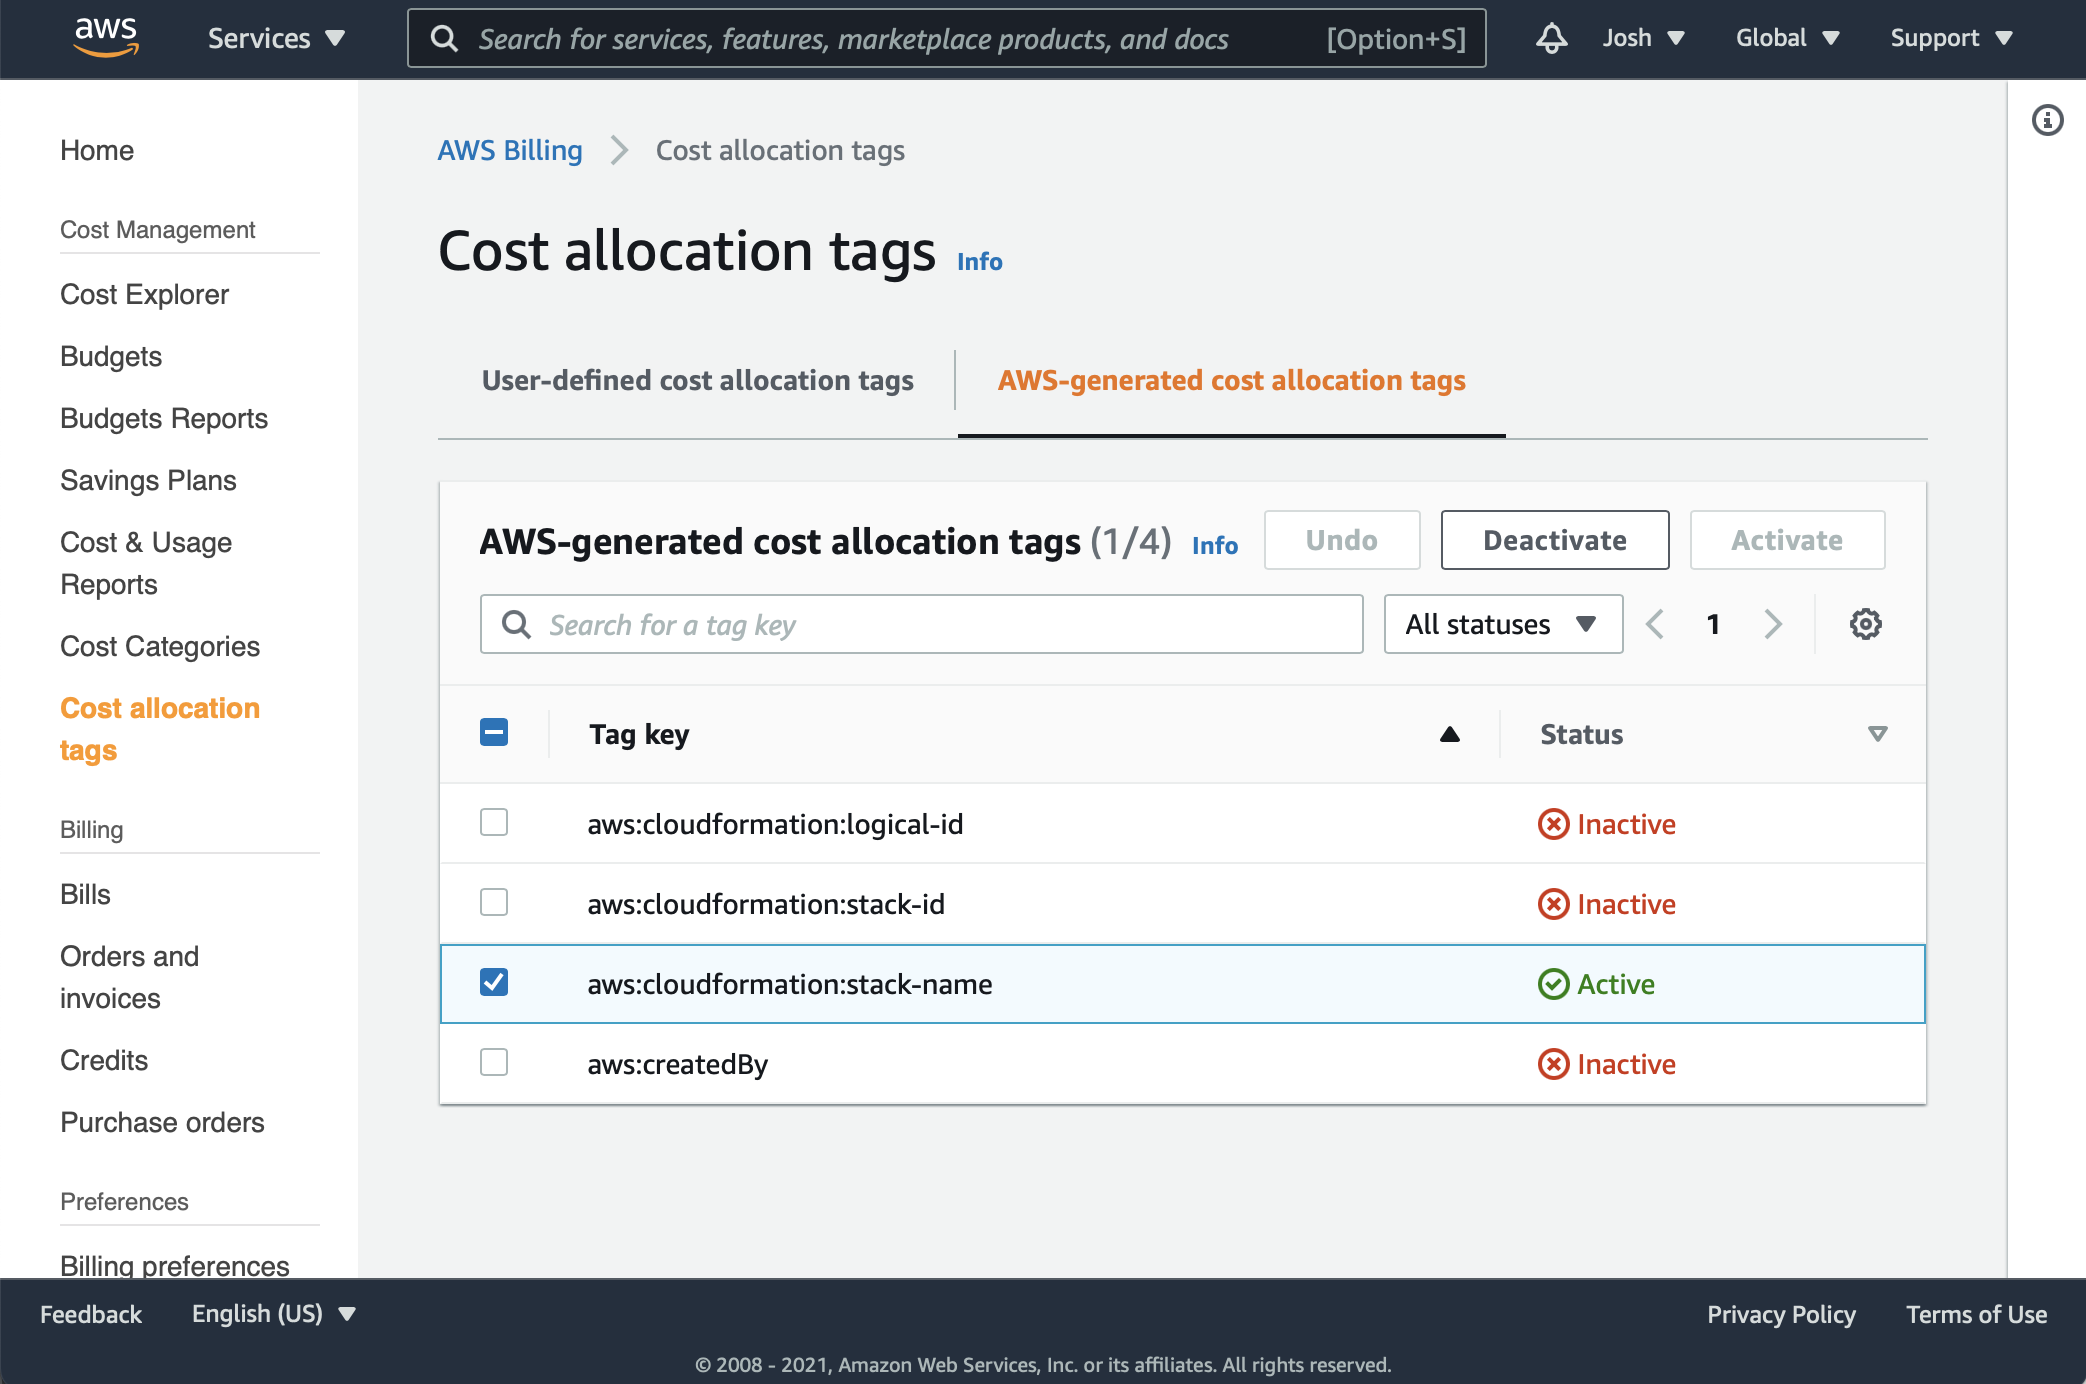 aws
Services
Search for services, features, marketplace products, and docs [Option+S]
Josh
Global
Support
Home
Cost Management
Cost Explorer
Budgets
Budgets Reports
Savings Plans
Cost & Usage
Reports
Cost Categories
Cost allocation
tags
Billing
Bills
Orders and
invoices
Credits
Purchase orders
Preferences
Billing preferences
AWS Billing
Cost allocation tags
Cost allocation tags Info
User-defined cost allocation tags
AWS-generated cost allocation tags
AWS-generated cost allocation tags (1/4) Info
Undo
Deactivate
Activate
Search for a tag key
All statuses
1
Tag key
Status
aws:cloudformation:logical-id
Inactive
aws:cloudformation:stack-id
Inactive
aws:cloudformation:stack-name
Active
aws:createdBy
Inactive
Feedback
English (US)
Privacy Policy
Terms of Use
© 2008 - 2021, Amazon Web Services, Inc. or its affiliates. All rights reserved.